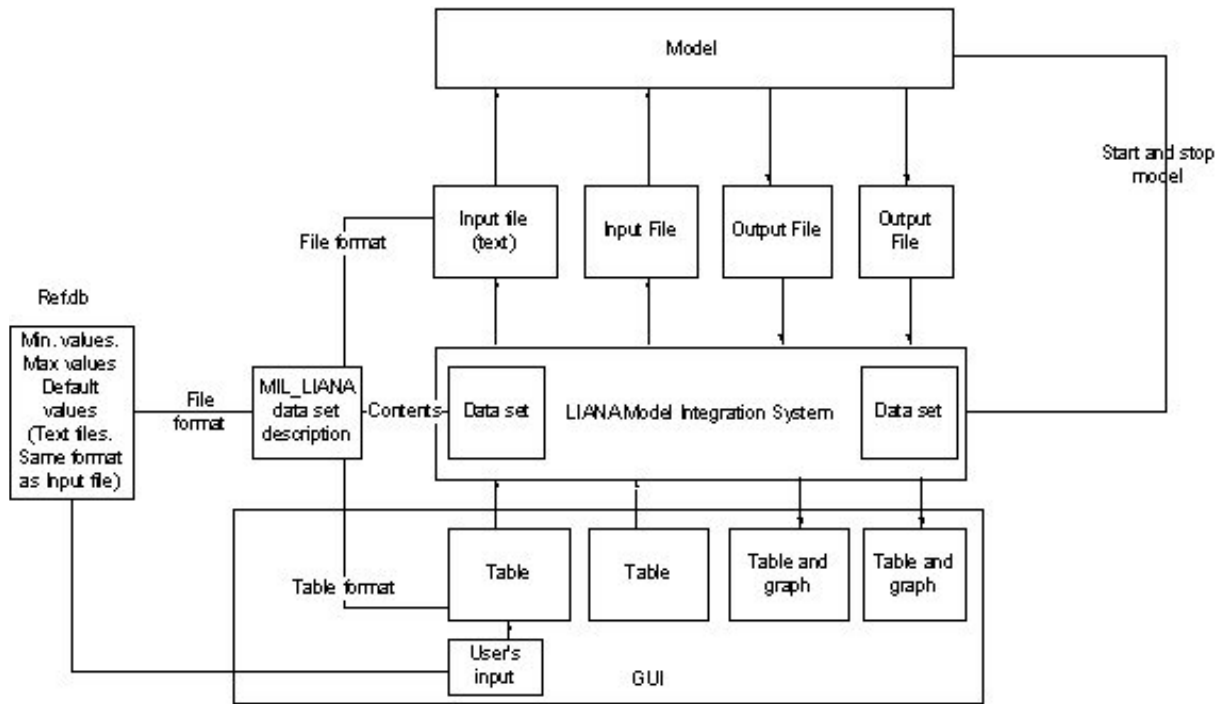 Model
Start and stop
model
Input file
(text)
Input File
Output File
Output
File
File format
Ref.db
Min. values.
Max values
Default
values
(Text files.
Same format
as Input file)
File
format
MIL_LIANA
data set
description
Contents
Data set
LIANA Model Integration System
Data set
Table format
Table
Table
Table and
graph
Table and
graph
User's
input
GUI